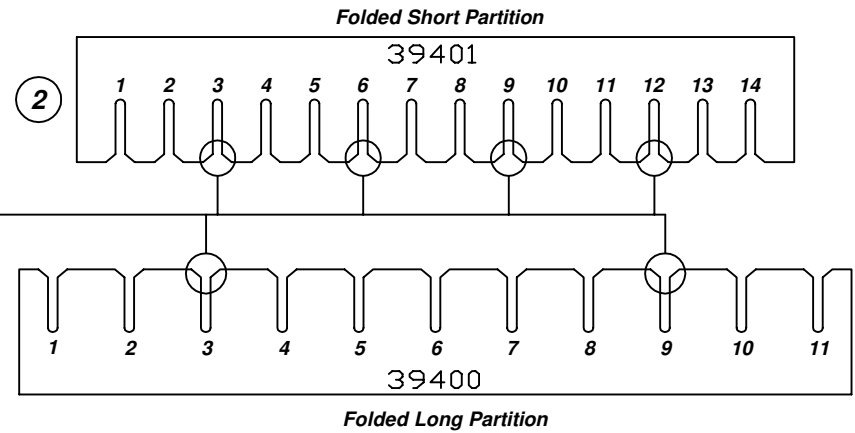 Folded Short Partition
39401
2
1 2 3 4 5 6 7 8 9 10 11 12 13 14
1 2 3 4 5 6 7 8 9 10 11
39400
Folded Long Partition